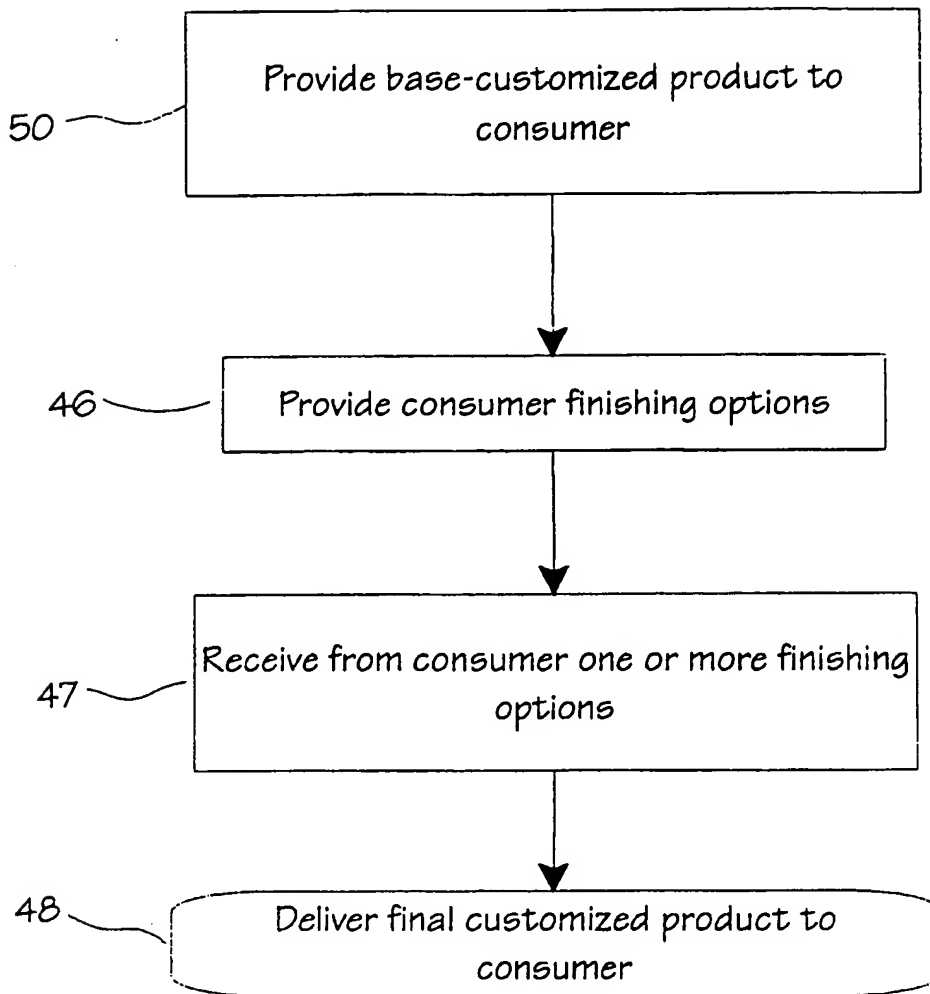 Provide base-customized product to
consumer
50
Provide consumer finishing options
46
Receive from consumer one or more finishing
options
47
Deliver final customized product to
consumer
48